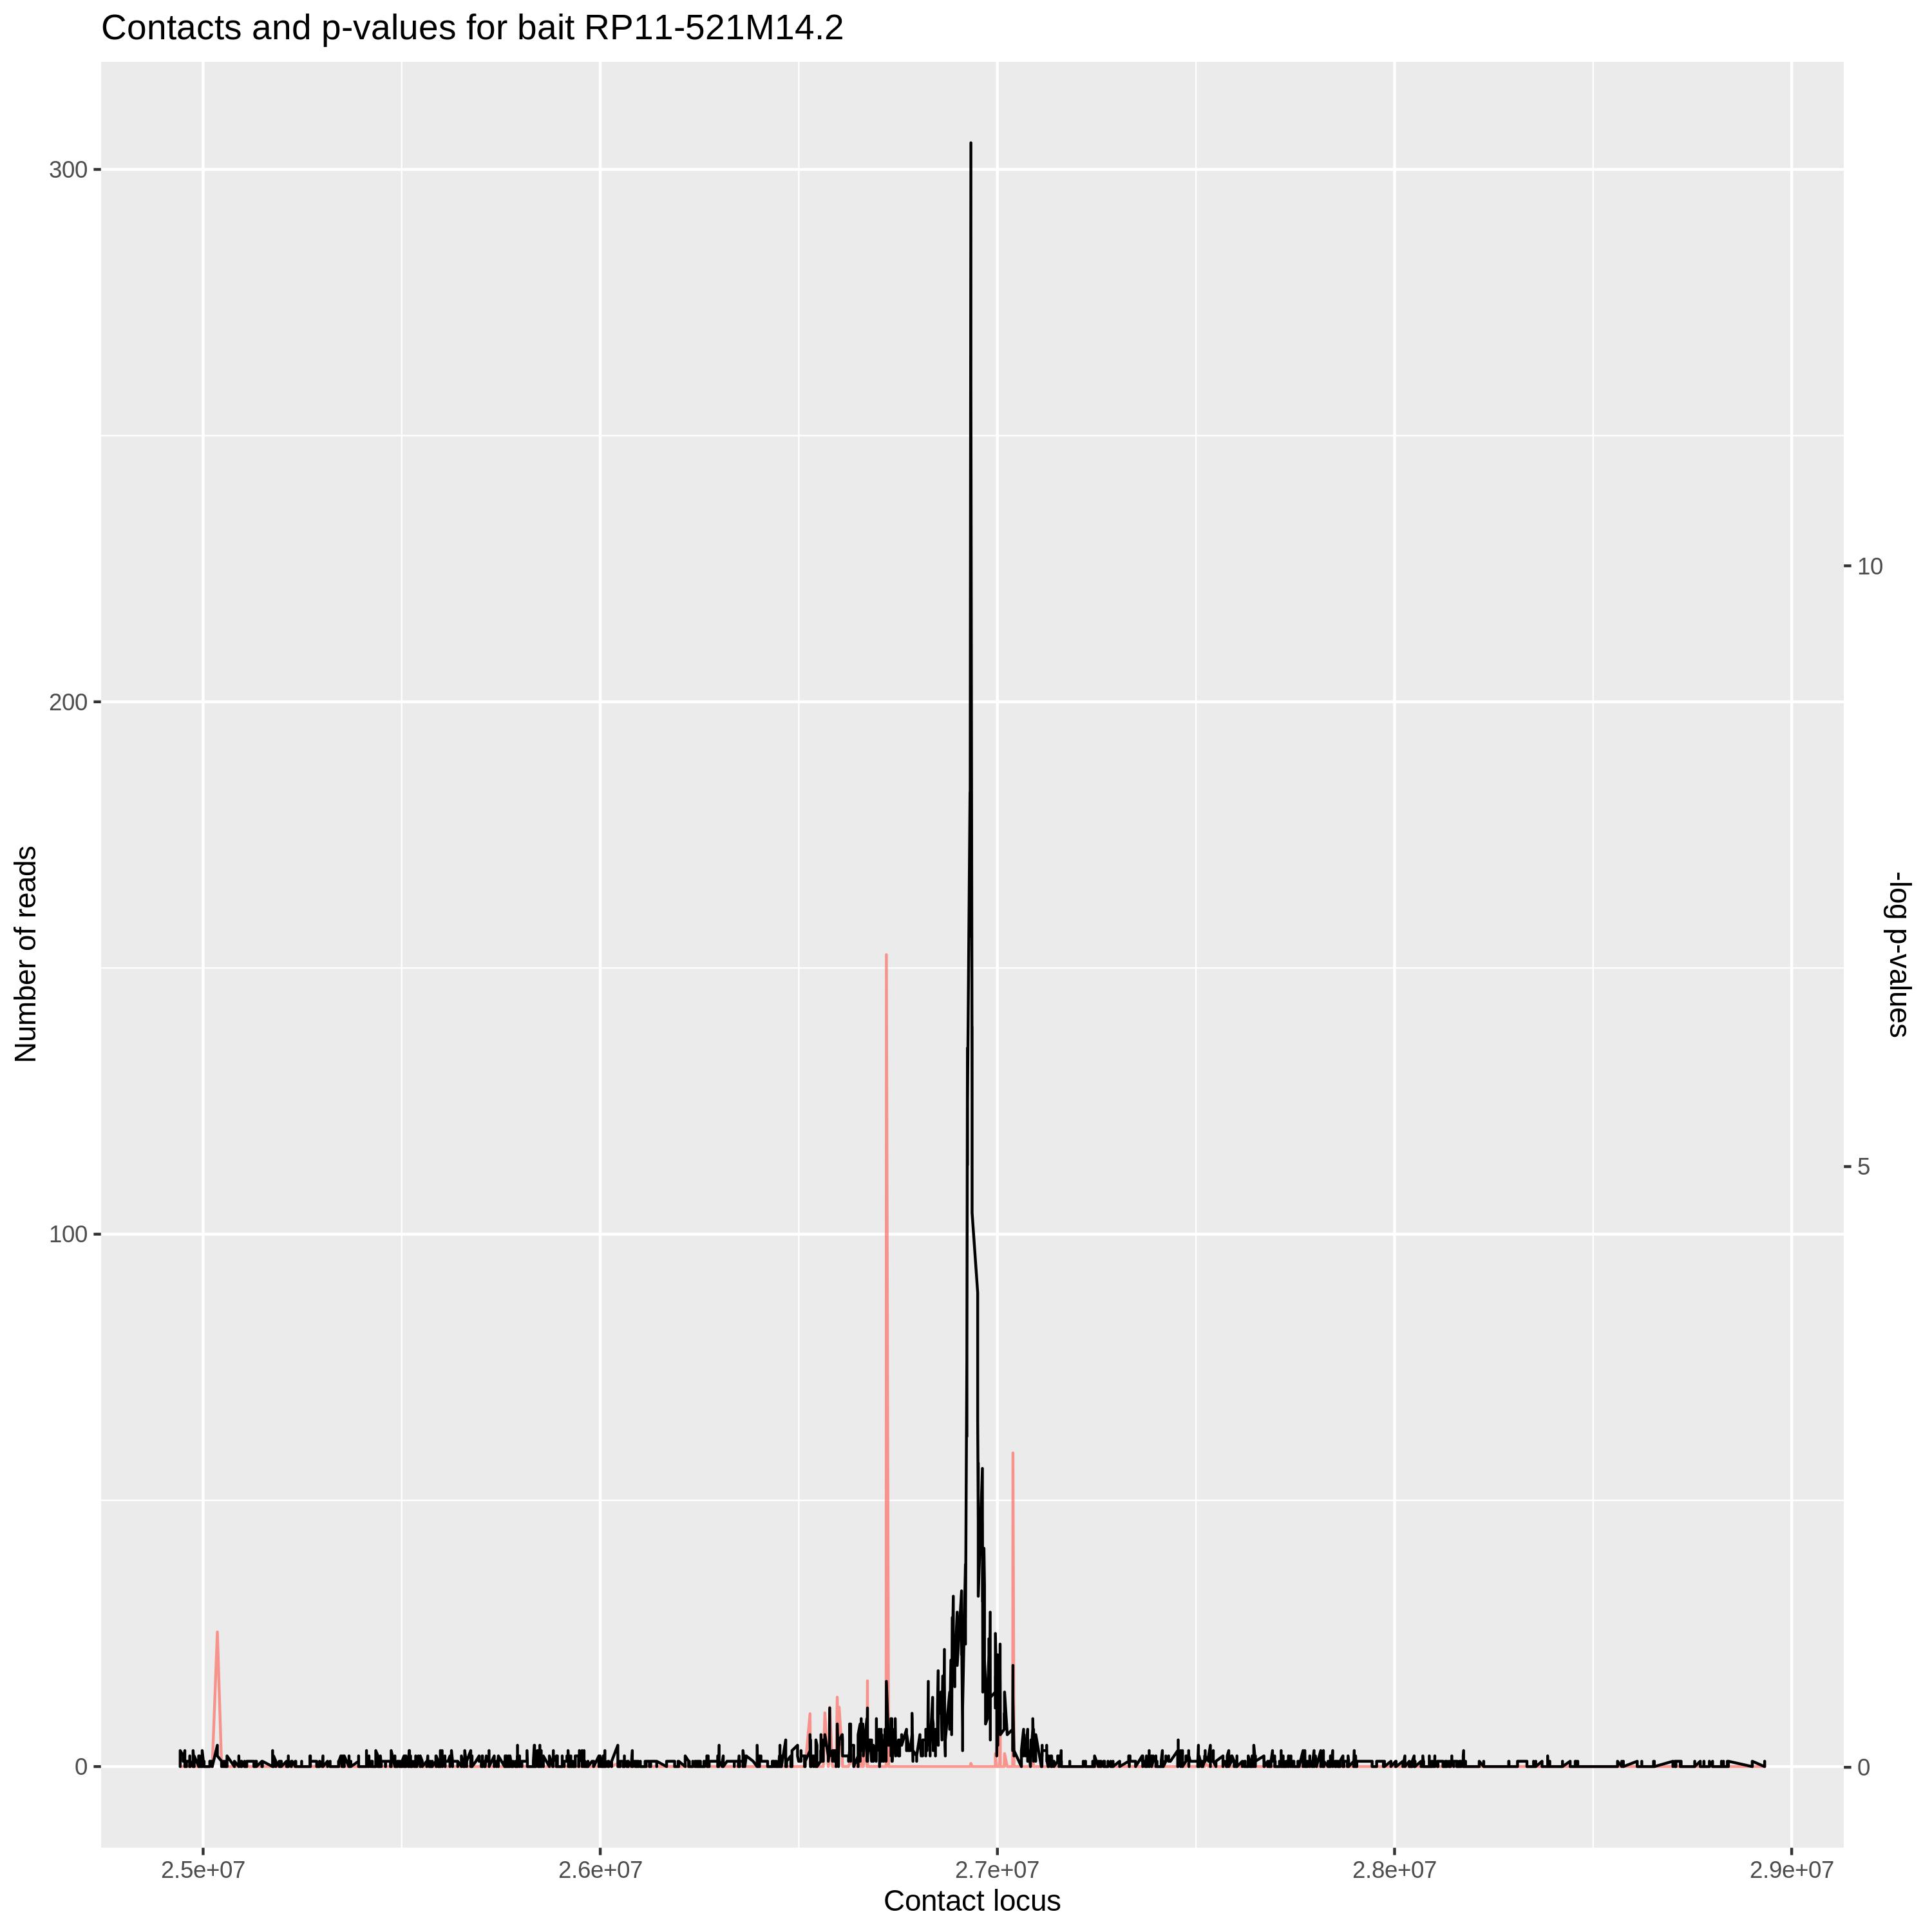 Contacts and p-values for bait RP11-521M14.2
300
200
100
0
Number of reads
10
5
0
-log p-values
2.5e+07 2.6e+07 2.7e+07 2.8e+07 2.9e+07
Contact locus